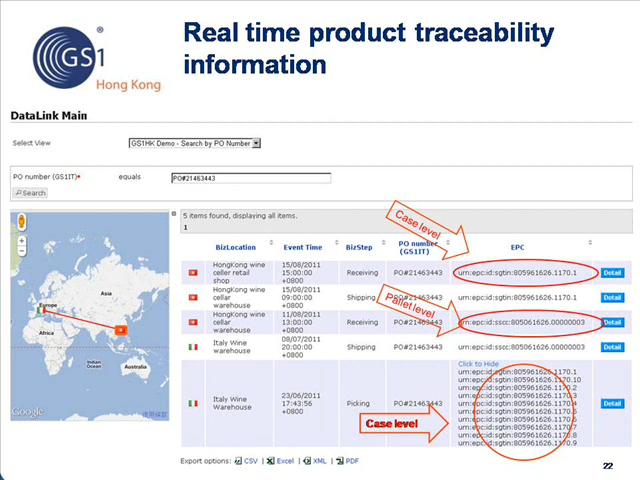 GS1
Hong Kong
Real time product traceability
information
DataLink Main
Select View
GS1HK Demo - Search by PO Number
PO number (GS1IT)*
equals
PO#21463443
Search
5 items found, displaying all items.
1
BizLocation
Event Time
BizStep
PO number
(GS1IT)
EPC
HongKong wine
celler retail
shop
15/08/2011
15:00:00
+0800
Receiving
PO#21463443
urn:epc:id:sgtin:805961626.1170.1
Detail
HongKong wine
cellar
warehouse
15/08/2011
09:00:00
+0800
Shipping
PO#21463443
urn:epc:id:sgtin:805961626.1170.1
Detail
HongKong wine
cellar
warehouse
11/08/2011
13:00:00
+0800
Receiving
PO#21463443
urn:epc:id:sscc:805061626.00000003
Detail
Italy Wine
warehouse
08/07/2011
20:00:00
+0800
Shipping
PO#21463443
urn:epc:id:sscc:805061626.00000003
Detail
Italy Wine
Warehouse
23/06/2011
17:43:56
+0800
Picking
PO#21463443
Click to Hide
urn:epc:id:sgtin:805961626.1170.1
urn:epc:id:sgtin:805961626.1170.10
urn:epc:id:sgtin:805961626.1170.2
urn:epc:id:sgtin:805961626.1170.3
urn:epc:id:sgtin:805961626.1170.4
urn:epc:id:sgtin:805961626.1170.5
urn:epc:id:sgtin:805961626.1170.6
urn:epc:id:sgtin:805961626.1170.7
urn:epc:id:sgtin:805961626.1170.8
urn:epc:id:sgtin:805961626.1170.9
Detail
Case level
Pallet level
Case level
Europe
Asia
Africa
Indian
Ocean
Australia
Google
Export options: CSV | Excel | XML | PDF
22